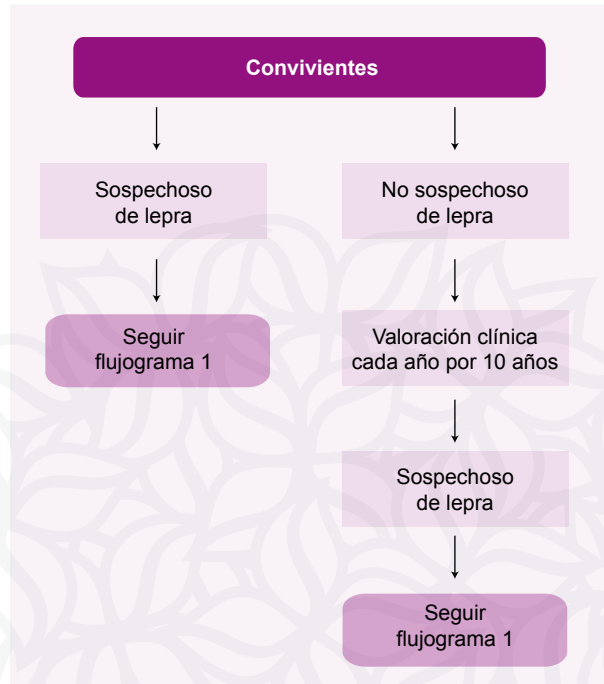 Convivientes
Sospechoso
de lepra
Seguir
flujograma 1
No sospechoso
de lepra
Valoración clínica
cada año por 10 años
Sospechoso
de lepra
Seguir
flujograma 1